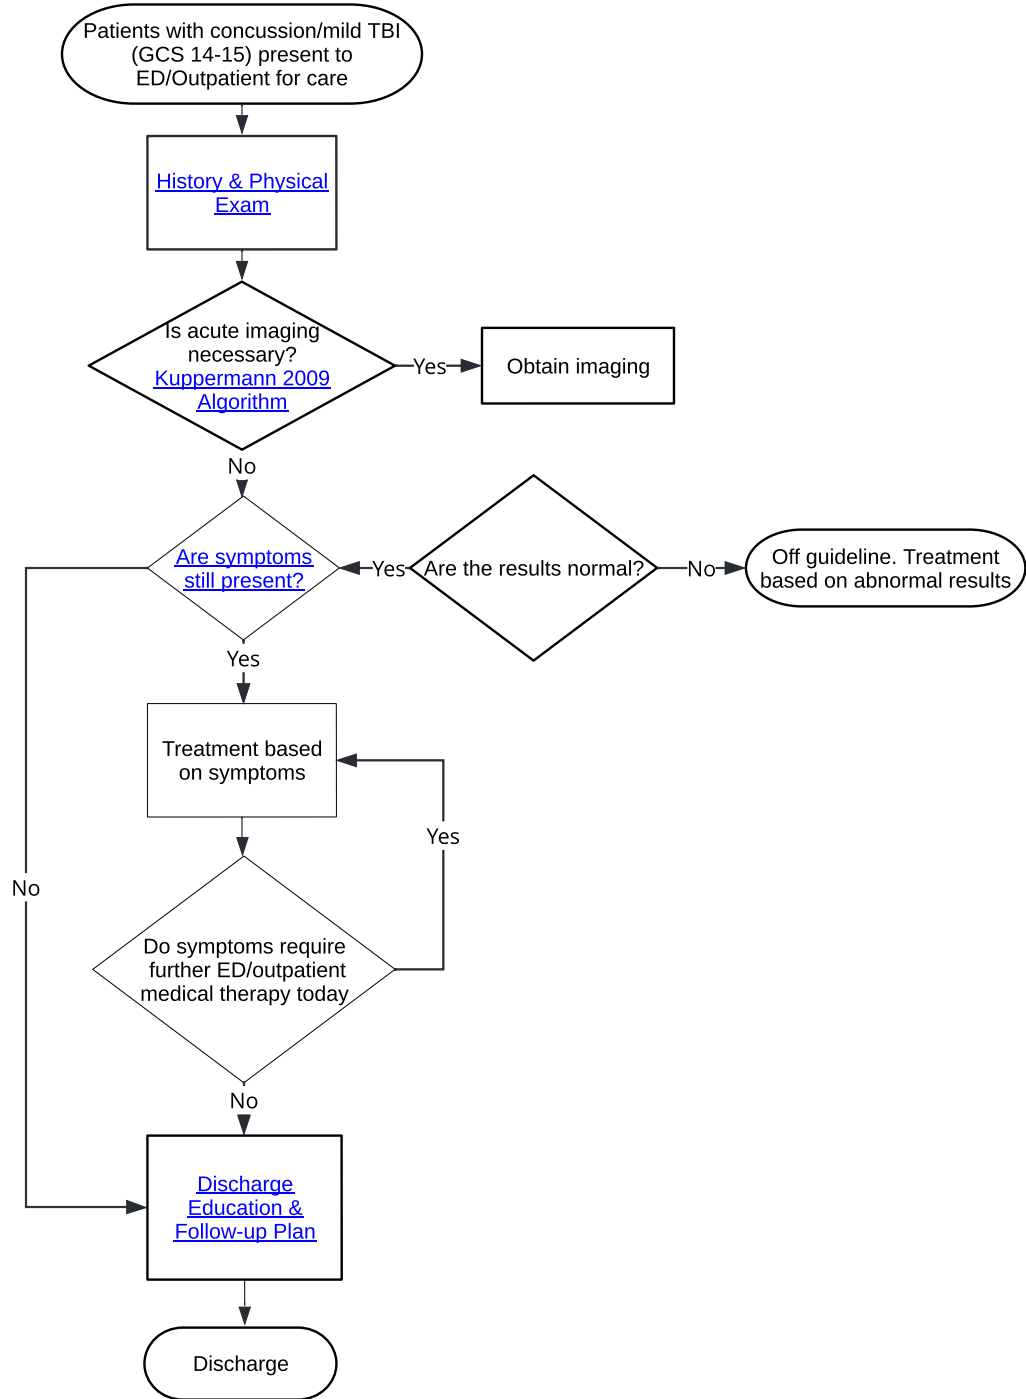 Patients with concussion/mild TBI
(GCS 14-15) present to
ED/Outpatient for care
History & Physical
Exam
Is acute imaging
necessary?
Kuppermann 2009
Algorithm
Yes
Obtain imaging
No
Are symptoms
still present?
Yes
Are the results normal?
No
Off guideline. Treatment
based on abnormal results
Yes
Treatment based
on symptoms
Yes
No
Do symptoms require
further ED/outpatient
medical therapy today
No
Discharge
Education &
Follow-up Plan
Discharge